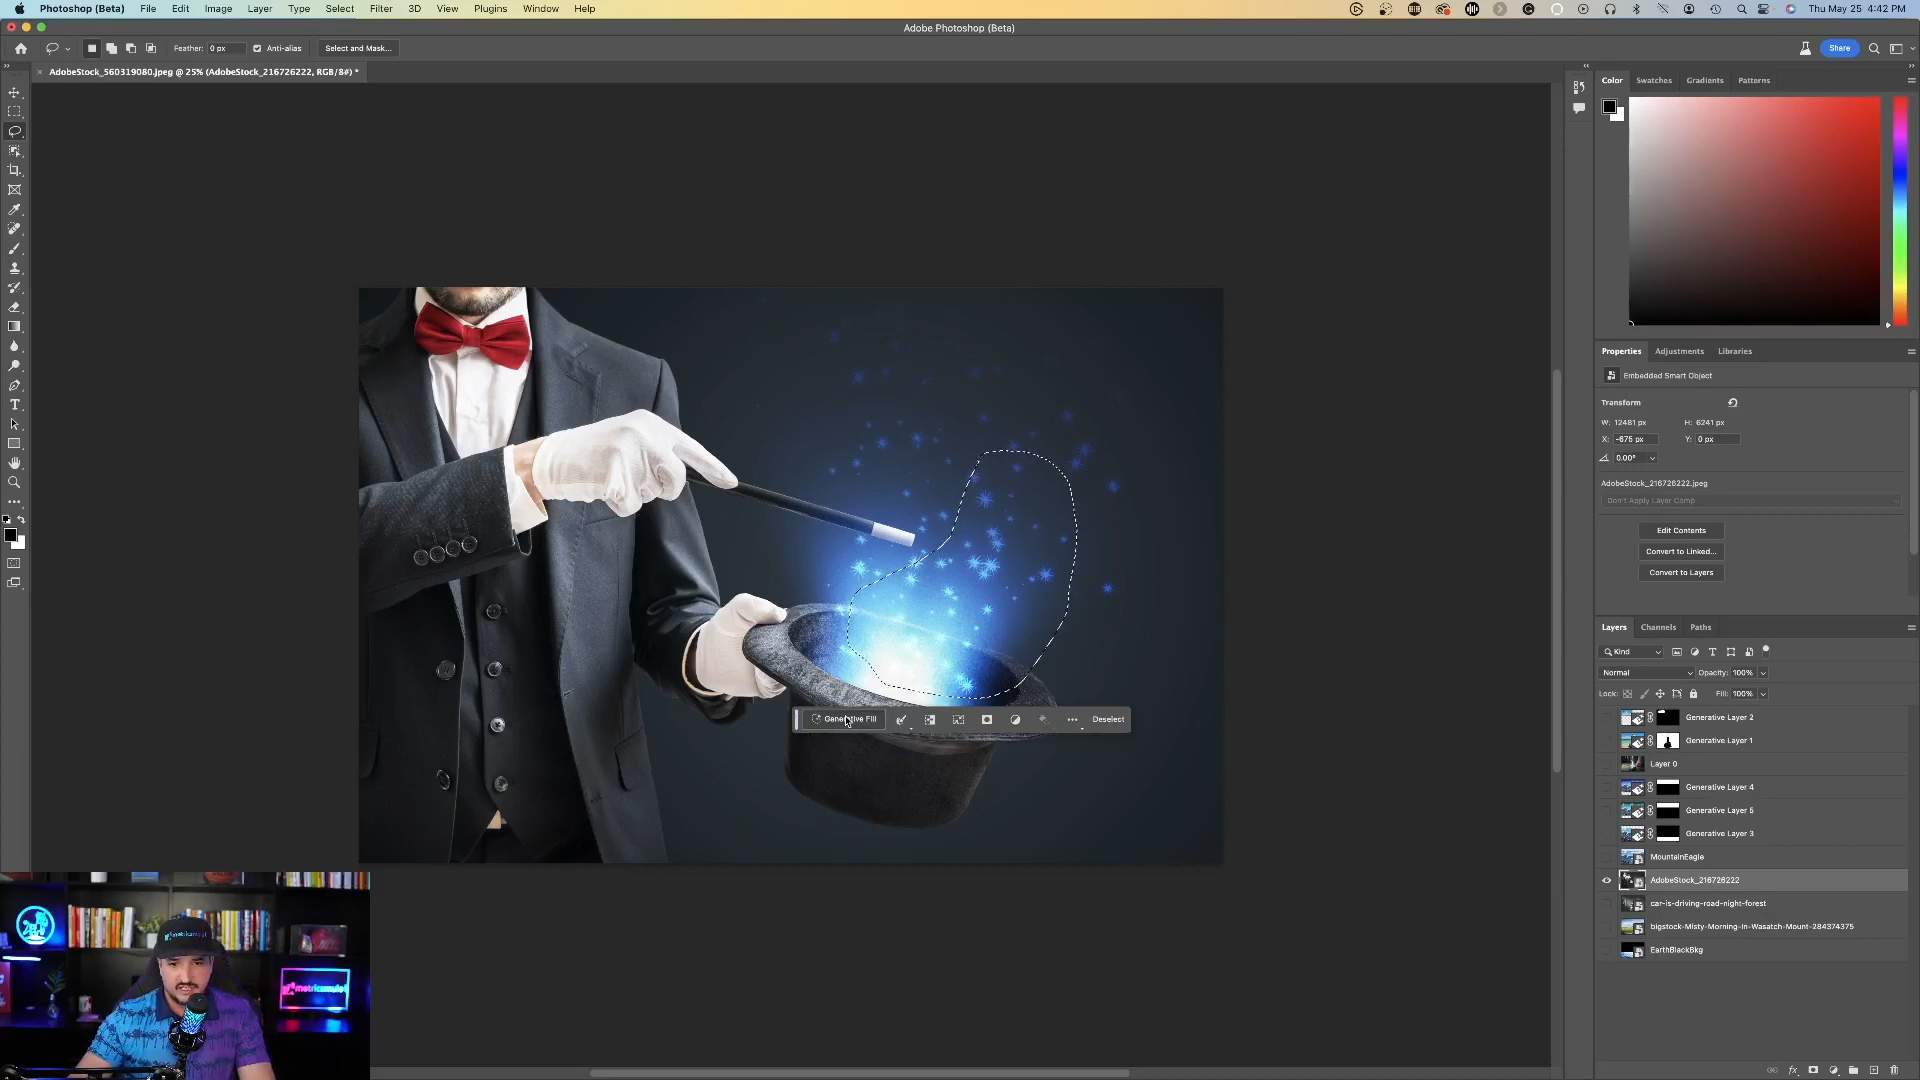 Photoshop (Beta) File Edit Image Layer Type Select Filter 3D View Plugins Window Help
Thu May 25 4:42 PM
Adobe Photoshop (Beta)
Feather: 0 px Anti-alias Select and Mask...
Share
AdobeStock_560319080.jpeg @ 25% (AdobeStock_216726222, RGB/8#) *
Color Swatches Gradients Patterns
Properties Adjustments Libraries
Embedded Smart Object
Transform
W: 12481 px H: 6241 px
X: -675 px Y: 0 px
0.00°
AdobeStock_216726222.jpeg
Don't Apply Layer Comp
Edit Contents
Convert to Linked...
Convert to Layers
Layers Channels Paths
Kind
Normal Opacity: 100%
Lock: Fill: 100%
Generative Layer 2
Generative Layer 1
Layer 0
Generative Layer 4
Generative Layer 5
Generative Layer 3
MountainEagle
AdobeStock_216726222
car-is-driving-road-night-forest
bigstock-Misty-Morning-In-Wasatch-Mount-284374375
EarthBlackBkg
Generative Fill
Deselect
metricsmule